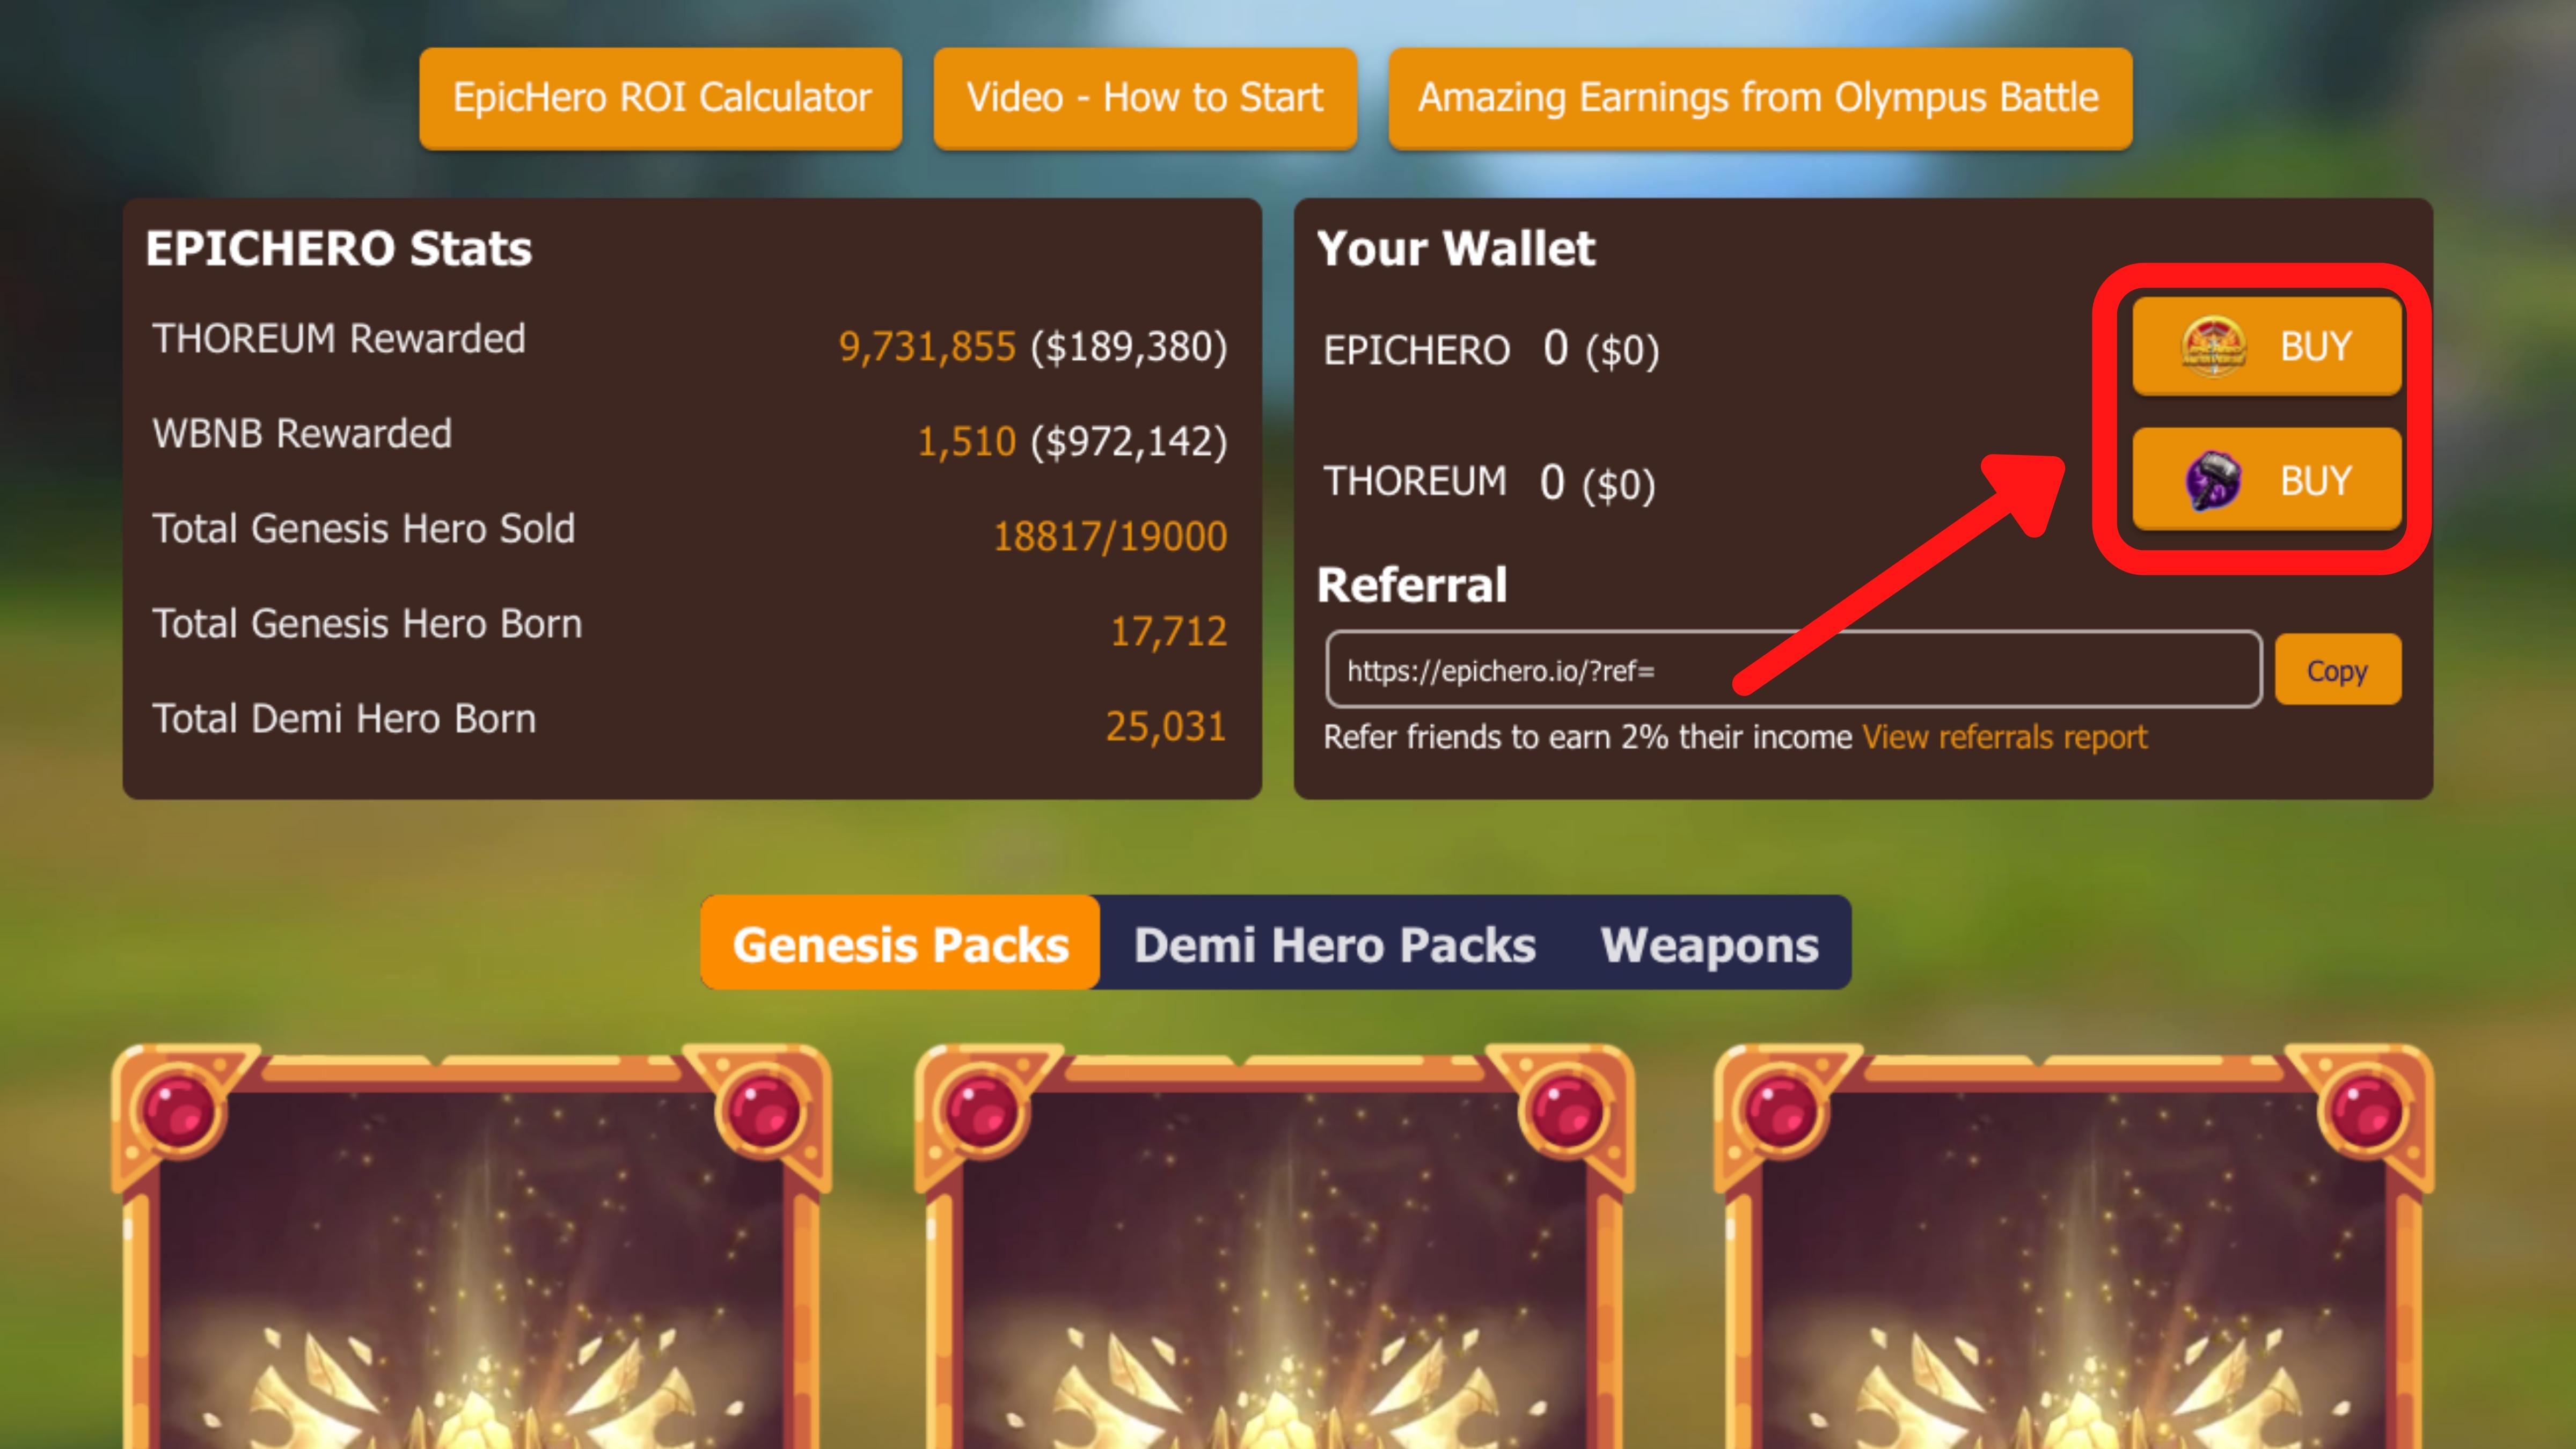 EpicHero ROI Calculator
Video - How to Start
Amazing Earnings from Olympus Battle
EPICHERO Stats
THOREUM Rewarded 9,731,855 ($189,380)
WBNB Rewarded 1,510 ($972,142)
Total Genesis Hero Sold 18817/19000
Total Genesis Hero Born 17,712
Total Demi Hero Born 25,031
Your Wallet
EPICHERO 0 ($0) BUY
THOREUM 0 ($0) BUY
Referral
https://epichero.io/?ref= Copy
Refer friends to earn 2% their income View referrals report
Genesis Packs Demi Hero Packs Weapons